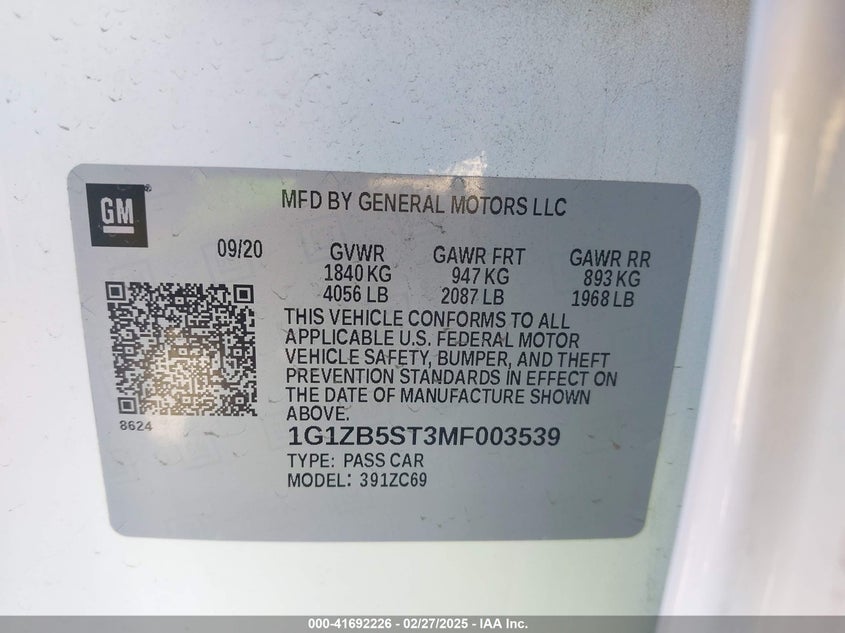 GM
MFD BY GENERAL MOTORS LLC
09/20
GVWR
1840 KG
4056 LB
GAWR FRT
947 KG
2087 LB
GAWR RR
893 KG
1968 LB
THIS VEHICLE CONFORMS TO ALL
APPLICABLE U.S. FEDERAL MOTOR
VEHICLE SAFETY, BUMPER, AND THEFT
PREVENTION STANDARDS IN EFFECT ON
THE DATE OF MANUFACTURE SHOWN
ABOVE.
8624
1G1ZB5ST3MF003539
TYPE: PASS CAR
MODEL: 391ZC69
000-41692226 - 02/27/2025 - IAA Inc.